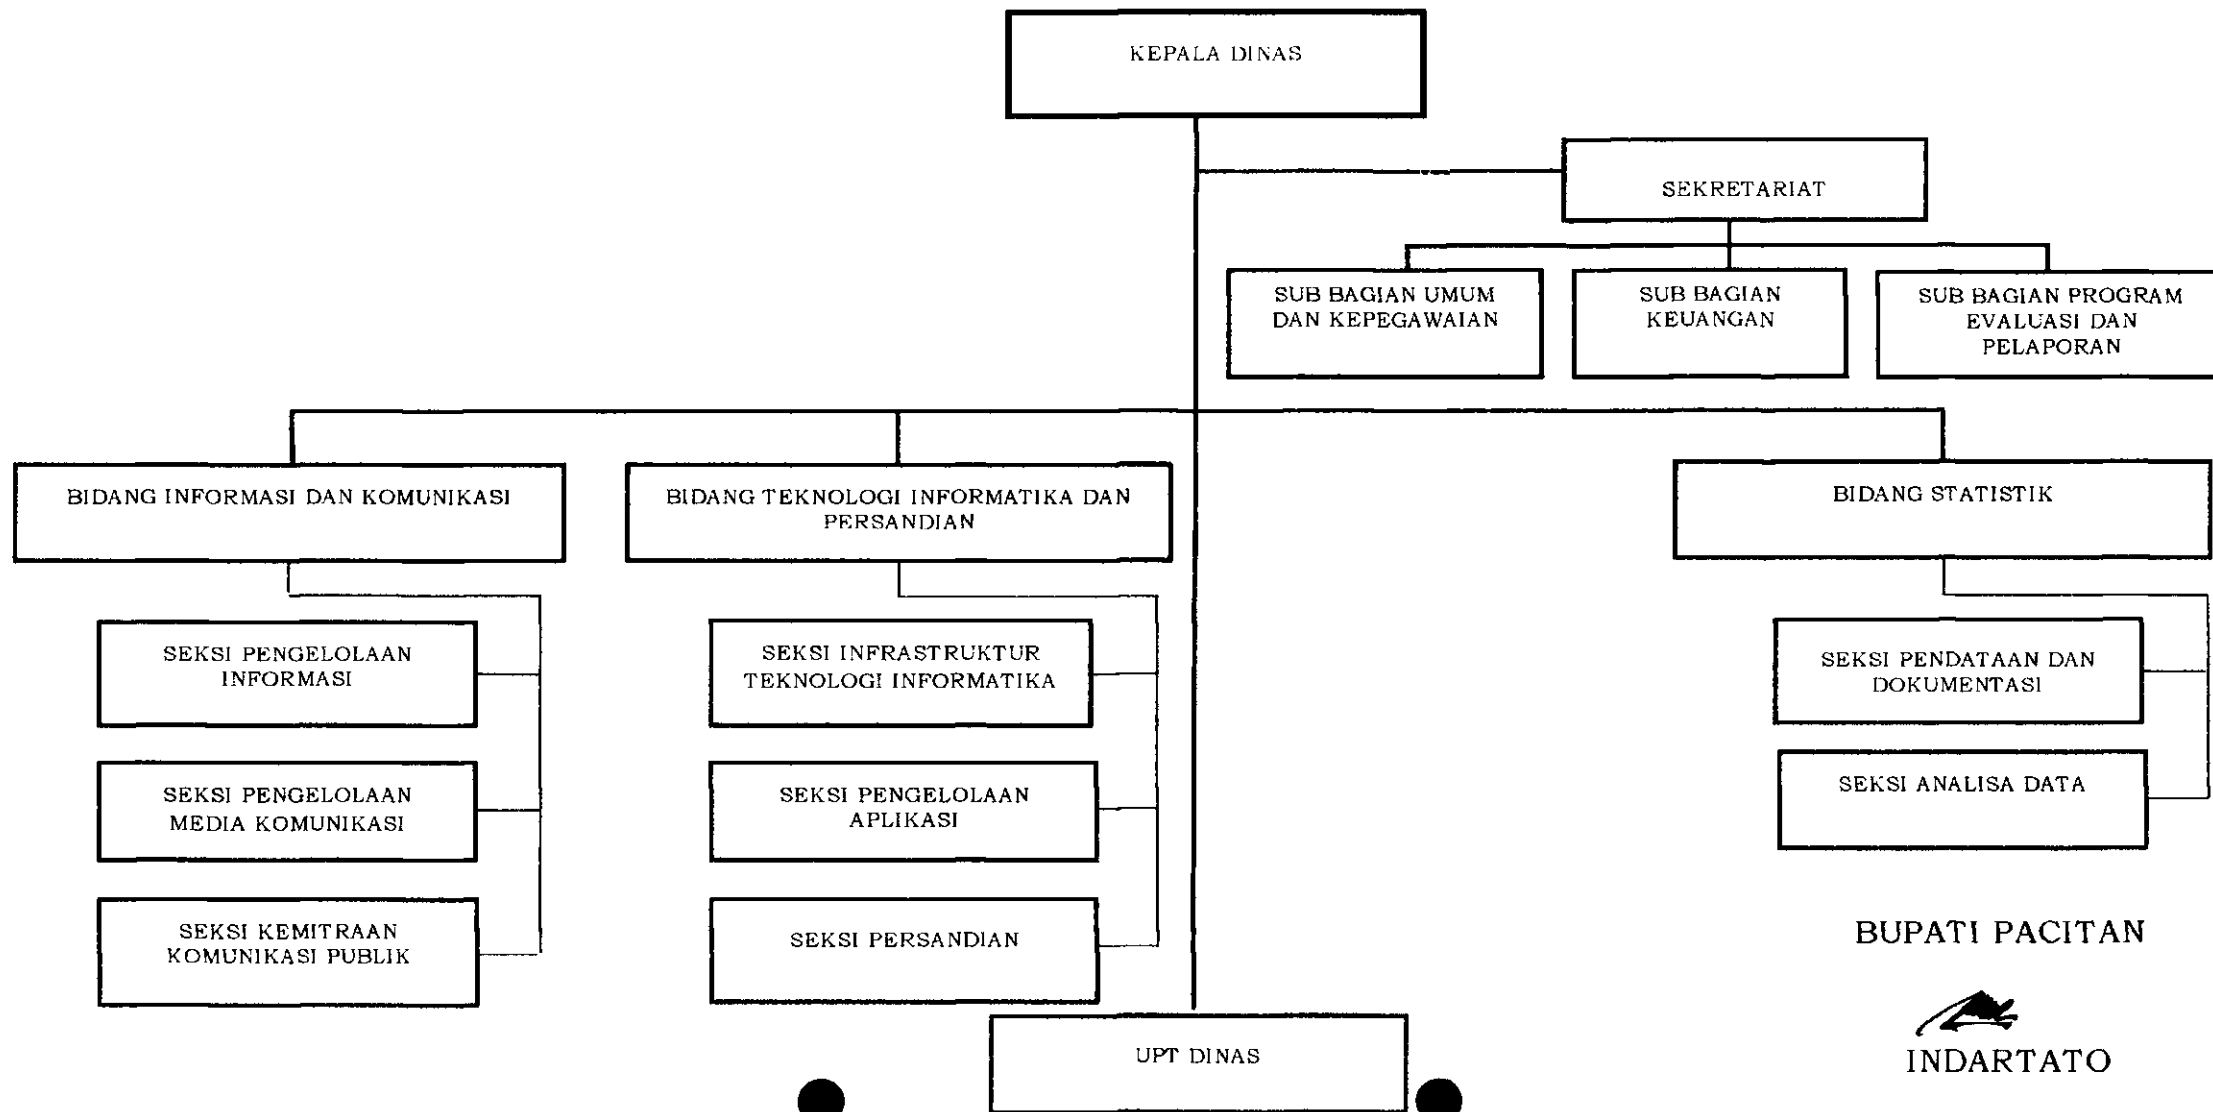 KEPALA DINAS
SEKRETARIAT
SUB BAGIAN UMUM
DAN KEPEGAWAIAN
SUB BAGIAN
KEUANGAN
SUB BAGIAN PROGRAM
EVALUASI DAN
PELAPORAN
BIDANG INFORMASI DAN KOMUNIKASI
BIDANG TEKNOLOGI INFORMATIKA DAN
PERSANDIAN
BIDANG STATISTIK
SEKSI PENGELOLAAN
INFORMASI
SEKSI PENGELOLAAN
MEDIA KOMUNIKASI
SEKSI KEMITRAAN
KOMUNIKASI PUBLIK
SEKSI INFRASTRUKTUR
TEKNOLOGI INFORMATIKA
SEKSI PENGELOLAAN
APLIKASI
SEKSI PERSANDIAN
SEKSI PENDATAAN DAN
DOKUMENTASI
SEKSI ANALISA DATA
UPT DINAS
BUPATI PACITAN
INDARTATO